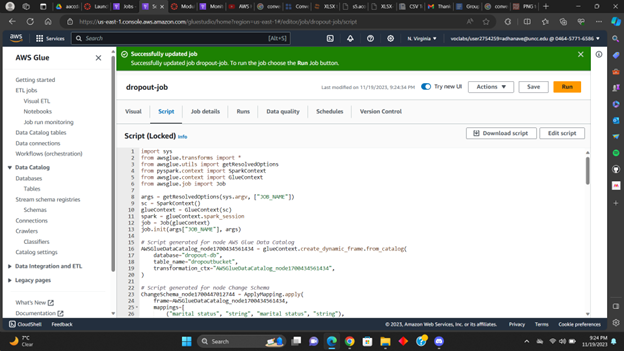 https://us-east-1.console.aws.amazon.com/gluestudio/home?region=us-east-1#/editor/job/dropout-job/script
aws
Services
Search
[Alt+S]
N. Virginia
AWS Glue
Getting started
ETL jobs
Visual ETL
Notebooks
Job run monitoring
Data Catalog tables
Data connections
Workflows (orchestration)
Data Catalog
Databases
Tables
Stream schema registries
Schemas
Connections
Crawlers
Classifiers
Catalog settings
Data Integration and ETL
Legacy pages
What's New
Documentation
Successfully updated job
Successfully updated job dropout-job. To run the job choose the Run Job button.
dropout-job
Last modified on 11/19/2023, 9:24:34 PM
Try new UI
Actions
Save
Run
Visual
Script
Job details
Runs
Data quality
Schedules
Version Control
Script (Locked) Info
Download script
Edit script
1 import sys
2 from awsglue.transforms import *
3 from awsglue.utils import getResolvedOptions
4 from pyspark.context import SparkContext
5 from awsglue.context import GlueContext
6 from awsglue.job import Job
7
8 args = getResolvedOptions(sys.argv, ["JOB_NAME"])
9 sc = SparkContext()
10 glueContext = GlueContext(sc)
11 spark = glueContext.spark_session
12 job = Job(glueContext)
13 job.init(args["JOB_NAME"], args)
14
15 # Script generated for node AWS Glue Data Catalog
16 AWSGlueDataCatalog_node1700434561434 = glueContext.create_dynamic_frame.from_catalog(
17 database="dropout-db",
18 table_name="dropoutbucket",
19 transformation_ctx="AWSGlueDataCatalog_node1700434561434",
20 )
21
22 # Script generated for node Change Schema
23 ChangeSchema_node1700447012744 = ApplyMapping.apply(
24 frame=AWSGlueDataCatalog_node1700434561434,
25 mappings=[
26 ("marital status", "string", "marital status", "string"),
CloudShell
Feedback
© 2023, Amazon Web Services, Inc. or its affiliates.
Privacy
Terms
Cookie preferences
7°C
Clear
Search
9:24 PM
11/19/2023